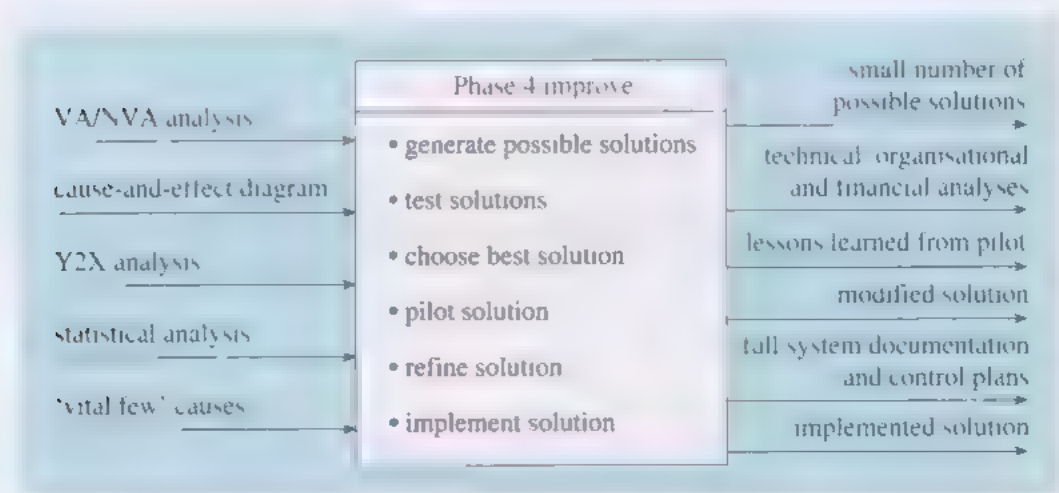 VA/NVA analysis
cause-and-effect diagram
Y2X analysis
statistical analysis
'vital few' causes
Phase 4 improve
• generate possible solutions
• test solutions
• choose best solution
• pilot solution
• refine solution
• implement solution
small number of
possible solutions
technical organisational
and financial analyses
lessons learned from pilot
modified solution
full system documentation
and control plans
implemented solution